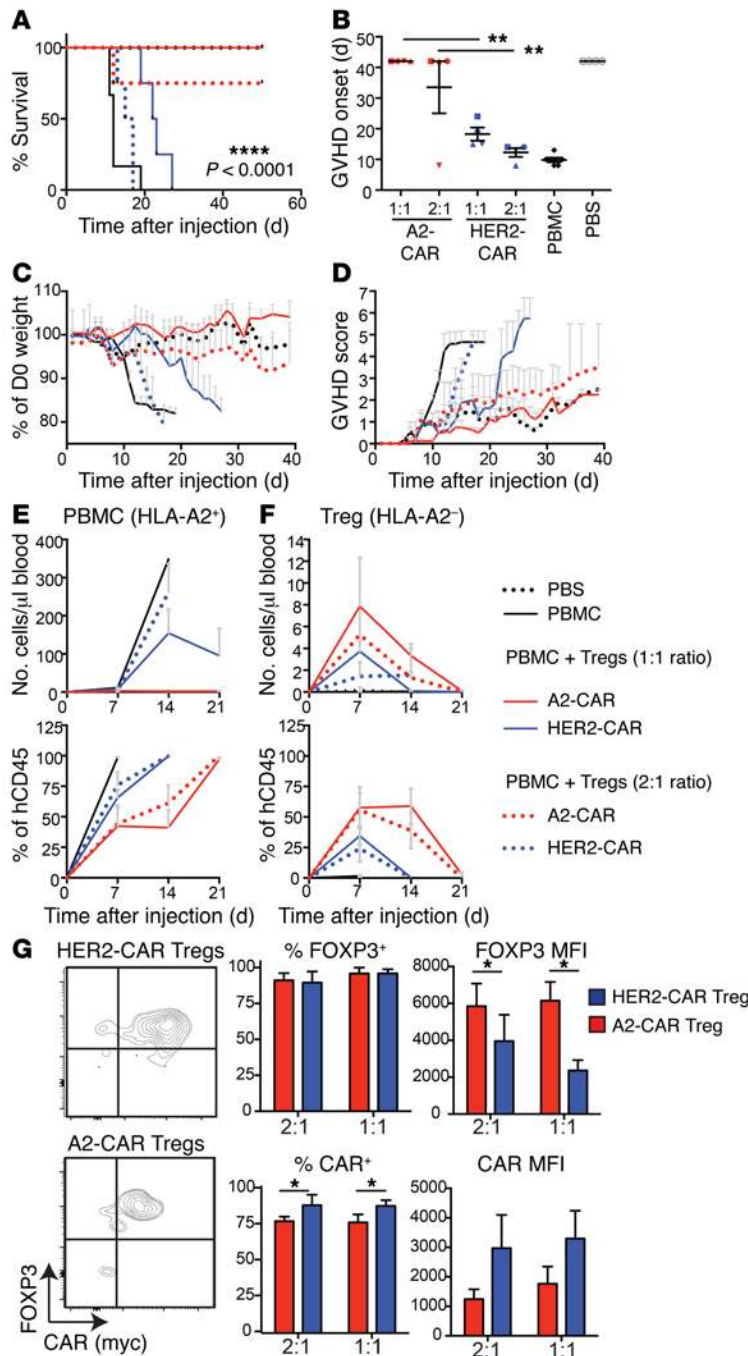 A
% Survival
100
50
0
0 20 40 60
****
P < 0.0001
Time after injection (d)
B
GVHD onset (d)
50
40
30
20
10
0
**
**
1:1 2:1 1:1 2:1
A2-
CAR
HER2-
CAR
PBMC
PBS
C
% of D0 weight
110
100
90
80
0 10 20 30 40
Time after injection (d)
D
GVHD score
7
6
5
4
3
2
1
0
0 10 20 30 40
Time after injection (d)
E
PBMC (HLA-A2⁺)
No. cells/µl blood
400
300
200
100
0
0 7 14 21
% of hCD45
125
100
75
50
25
0
0 7 14 21
Time after injection (d)
F
Treg (HLA-A2⁻)
No. cells/µl blood
14
12
10
8
6
4
2
0
0 7 14 21
% of hCD45
125
100
75
50
25
0
0 7 14 21
Time after injection (d)
PBS
PBMC
PBMC + Tregs (1:1 ratio)
A2-CAR
HER2-CAR
PBMC + Tregs (2:1 ratio)
A2-CAR
HER2-CAR
G
HER2-CAR Tregs
A2-CAR Tregs
FOXP3
CAR (myc)
% FOXP3⁺
100
75
50
25
2:1 1:1
FOXP3 MFI
8000
6000
4000
2000
0
* *
2:1 1:1
HER2-CAR Treg
A2-CAR Treg
% CAR⁺
100
75
50
25
* *
2:1 1:1
CAR MFI
5000
4000
3000
2000
1000
0
2:1 1:1